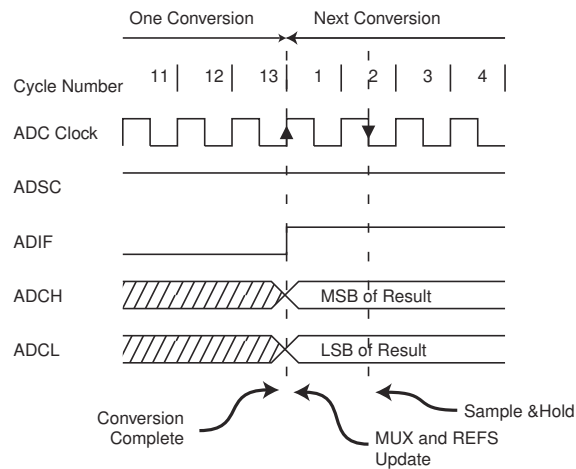 One Conversion
Next Conversion
Cycle Number
11
12
13
1
2
3
4
ADC Clock
ADSC
ADIF
ADCH
MSB of Result
ADCL
LSB of Result
Conversion
Complete
MUX and REFS
Update
Sample &Hold